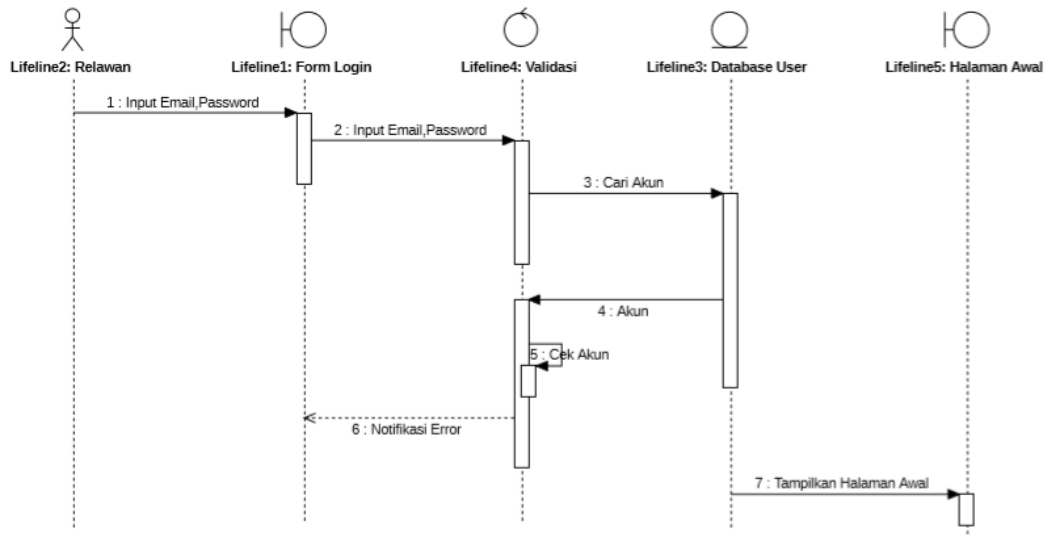 Lifeline2: Relawan
Lifeline1: Form Login
Lifeline4: Validasi
Lifeline3: Database User
Lifeline5: Halaman Awal
1 : Input Email,Password
2 : Input Email,Password
3 : Cari Akun
4 : Akun
5 : Cek Akun
6 : Notifikasi Error
7 : Tampilkan Halaman Awal